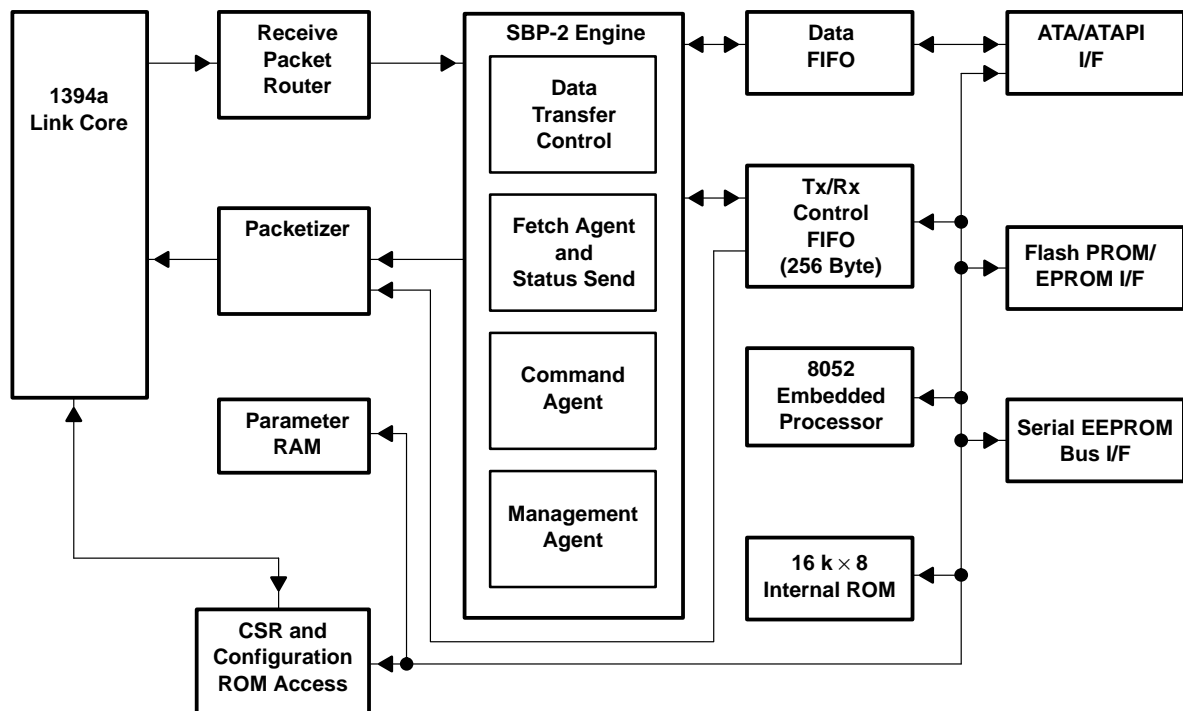 1394a
Link Core
Receive
Packet
Router
Packetizer
Parameter
RAM
CSR and
Configuration
ROM Access
SBP-2 Engine
Data
Transfer
Control
Fetch Agent
and
Status Send
Command
Agent
Management
Agent
Data
FIFO
Tx/Rx
Control
FIFO
(256 Byte)
8052
Embedded
Processor
16 k × 8
Internal ROM
ATA/ATAPI
I/F
Flash PROM/
EPROM I/F
Serial EEPROM
Bus I/F